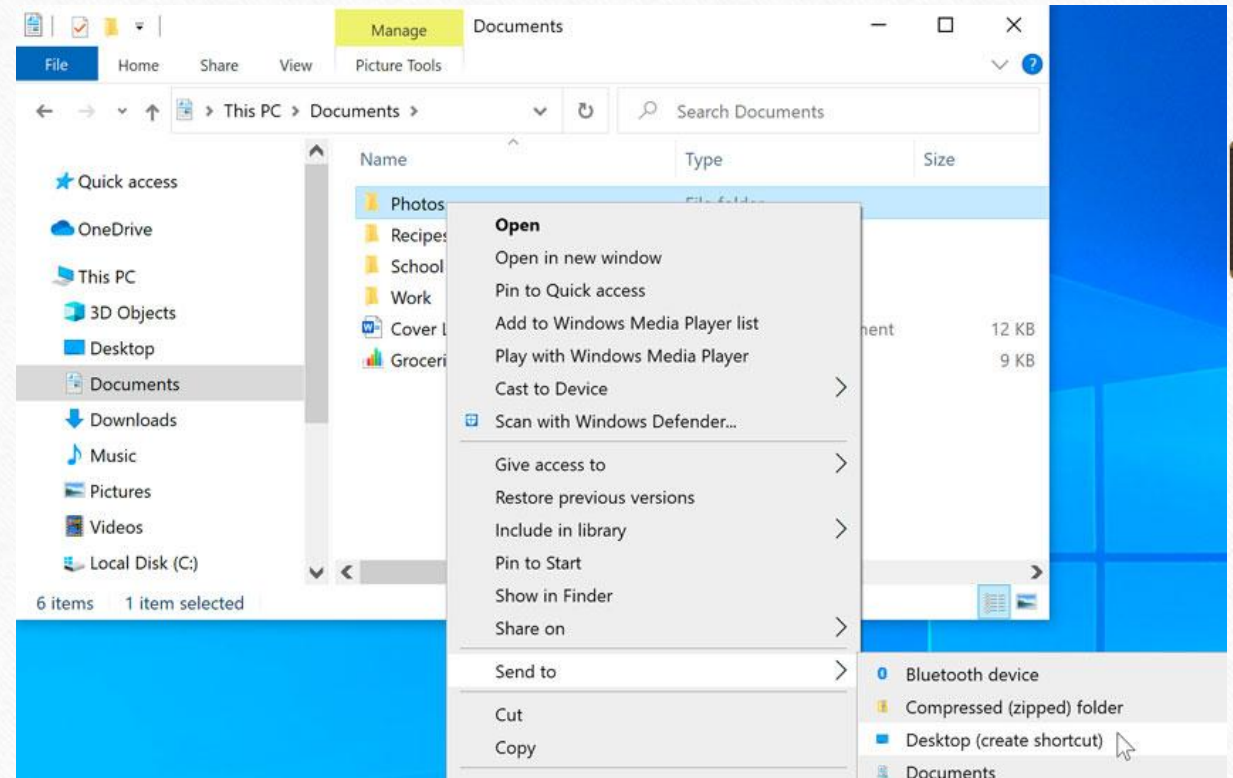 Manage
Documents
File
Home
Share
View
Picture Tools
This PC
Documents
Search Documents
Quick access
OneDrive
This PC
3D Objects
Desktop
Documents
Downloads
Music
Pictures
Videos
Local Disk (C:)
Name
Type
Size
Photos
Recipes
School
Work
Cover
12 KB
9 KB
Open
Open in new window
Pin to Quick access
Add to Windows Media Player list
Play with Windows Media Player
Cast to Device
Scan with Windows Defender...
Give access to
Restore previous versions
Include in library
Pin to Start
Show in Finder
Share on
Send to
Cut
Copy
Bluetooth device
Compressed (zipped) folder
Desktop (create shortcut)
Documents
6 items
1 item selected